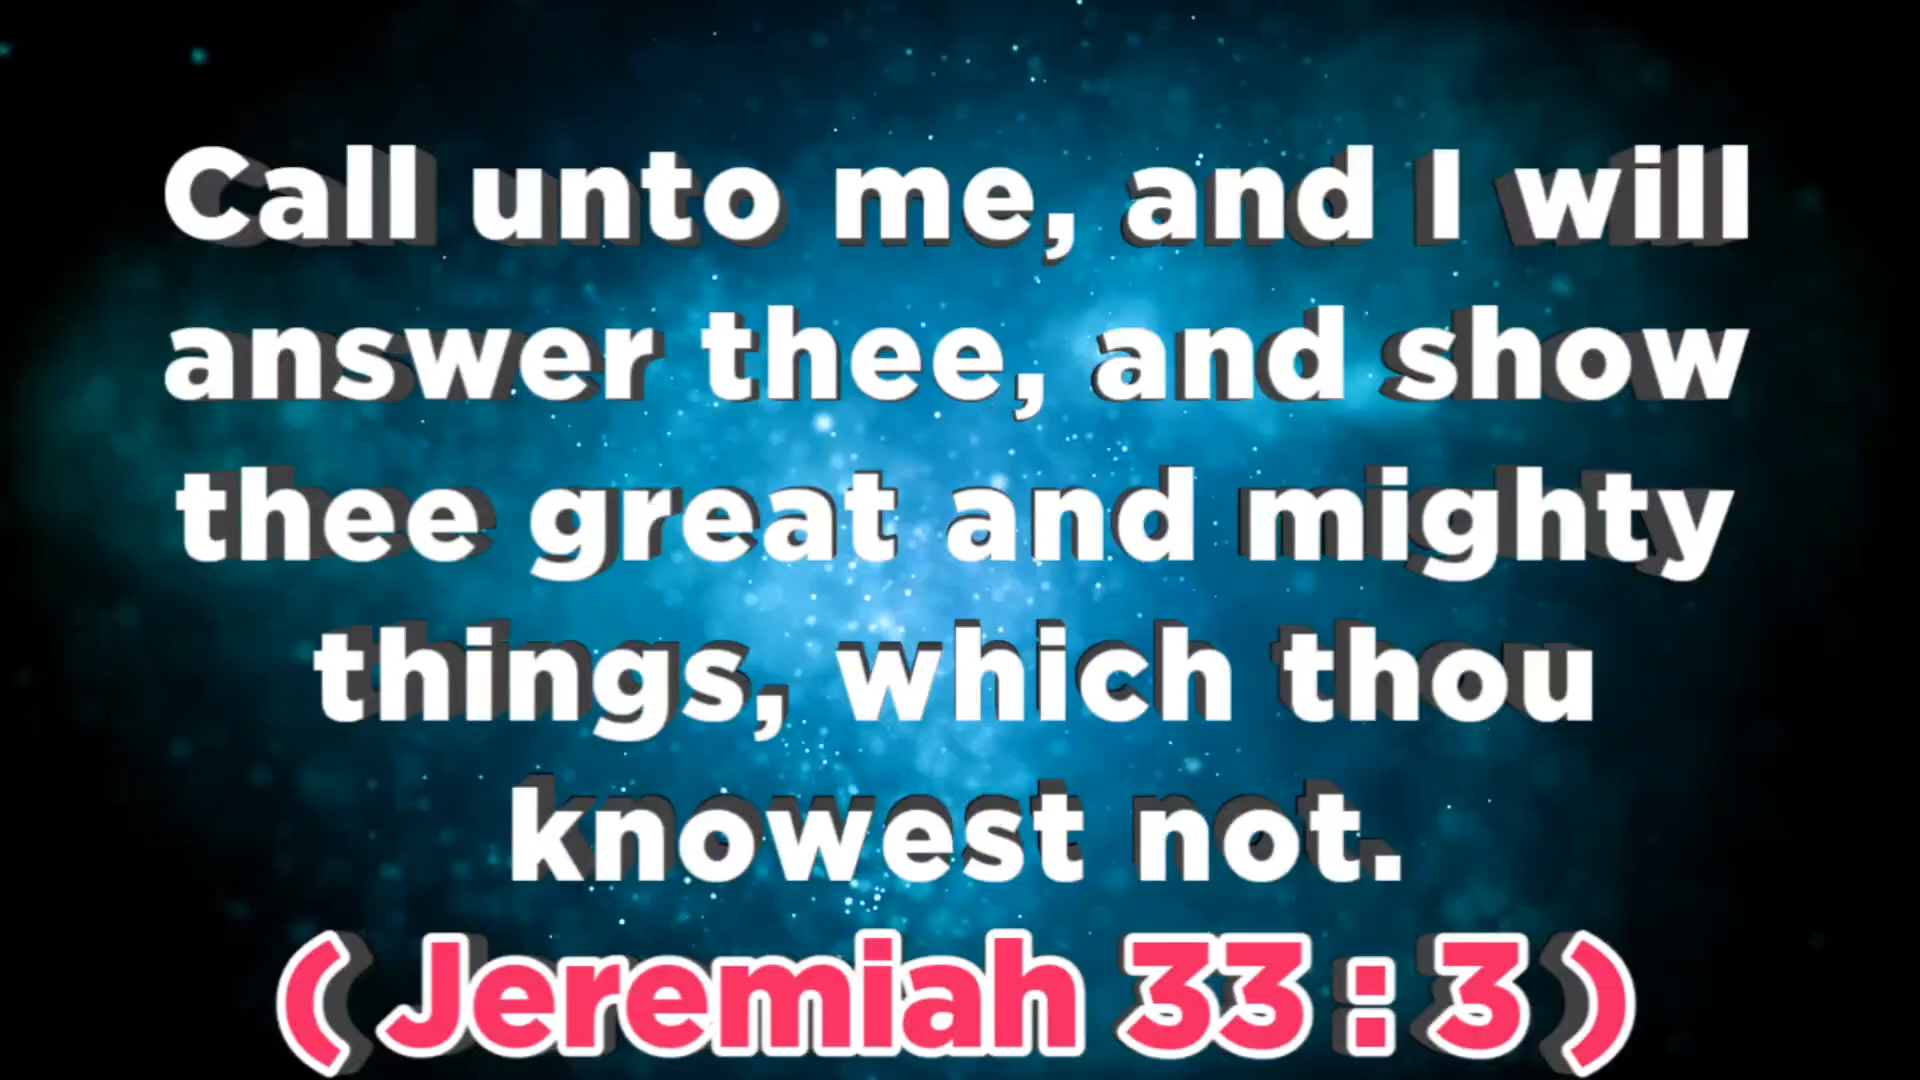 Call unto me, and I will
answer thee, and show
thee great and mighty
things, which thou
knowest not.
( Jeremiah 33 : 3 )